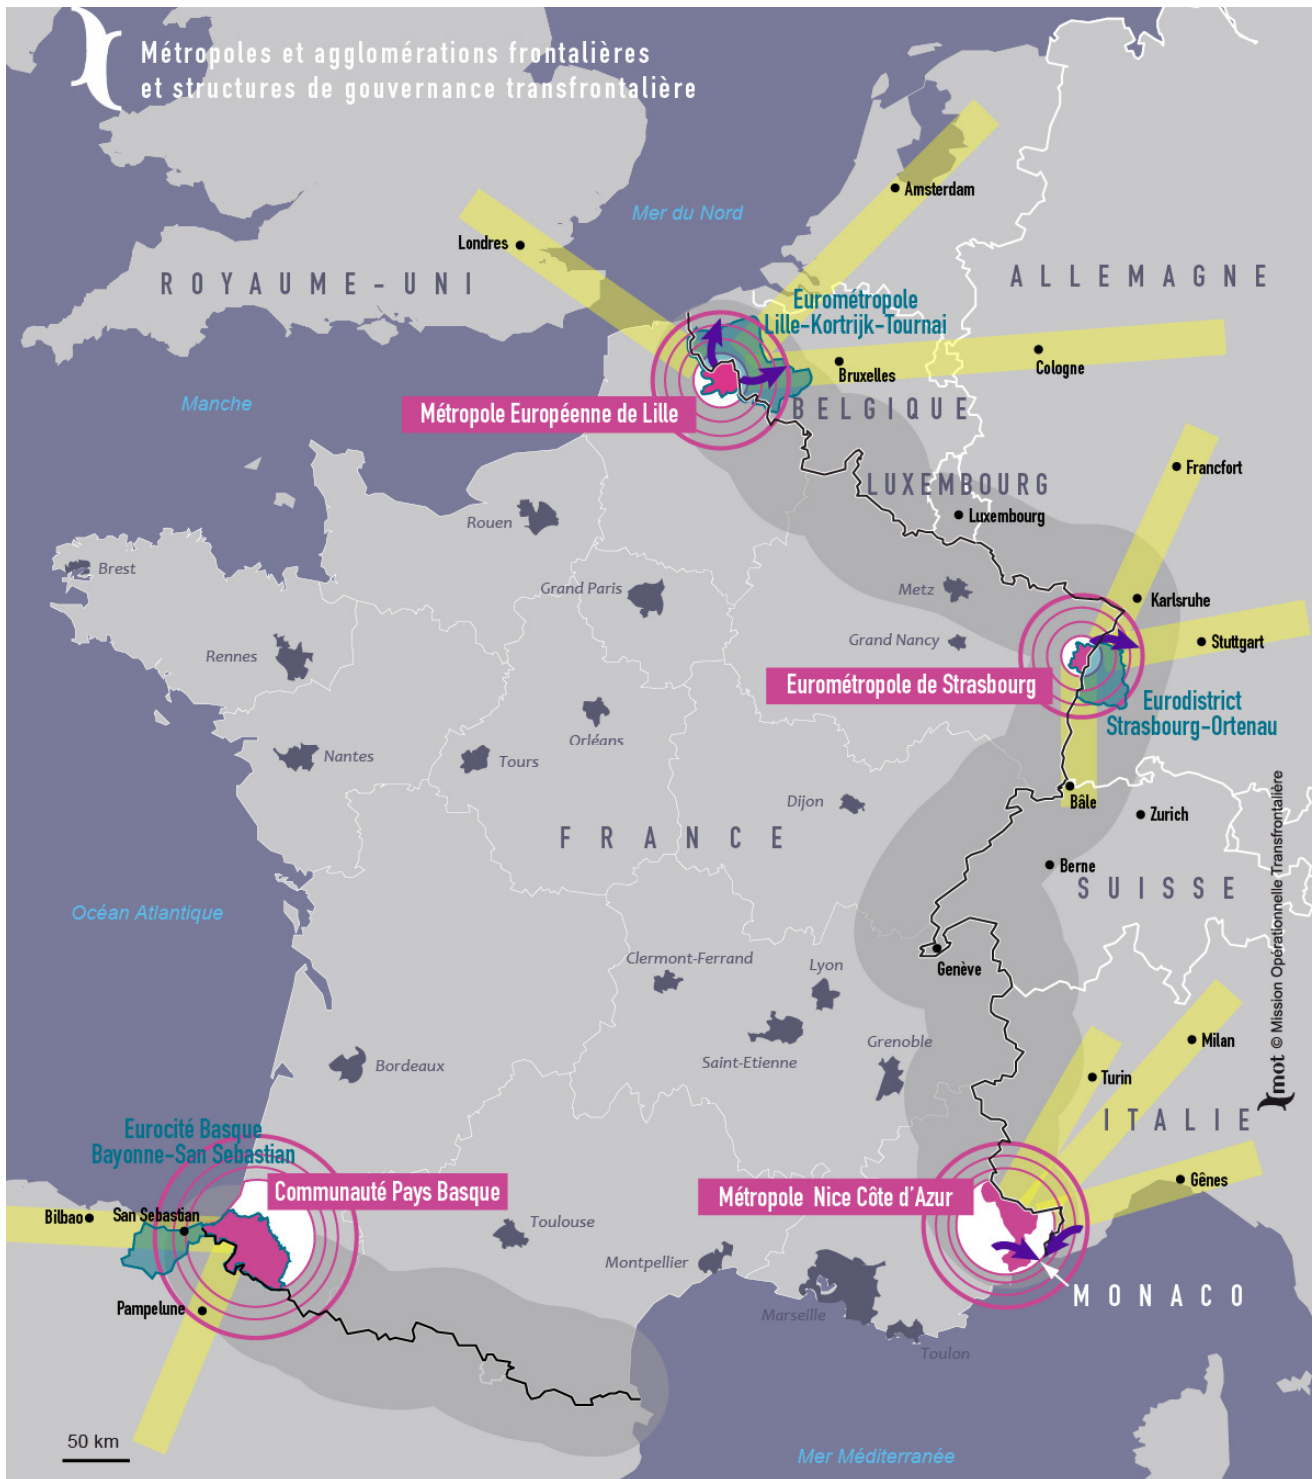 Métropoles et agglomérations frontalières
et structures de gouvernance transfrontalière
Amsterdam
Mer du Nord
Londres
ROYAUME-UNI
ALLEMAGNE
Eurométropole
Lille-Kortrijk-Tournai
Bruxelles
Cologne
Manche
Métropole Européenne de Lille
BELGIQUE
Francfort
LUXEMBOURG
Luxembourg
Rouen
Brest
Grand Paris
Metz
Karlsruhe
Rennes
Grand Nancy
Stuttgart
Eurométropole de Strasbourg
Eurodistrict
Strasbourg-Ortenau
Orléans
Nantes
Tours
Dijon
Bâle
Zurich
FRANCE
Berne
SUISSE
Océan Atlantique
Clermont-Ferrand
Lyon
Genève
Saint-Etienne
Grenoble
Milan
Bordeaux
Turin
ITALIE
mot © Mission Opérationnelle Transfrontalière
Eurocité Basque
Bayonne-San Sebastian
Communauté Pays Basque
Métropole Nice Côte d'Azur
Gênes
Bilbao
San Sebastian
Toulouse
Montpellier
Pampelune
Marseille
MONACO
Toulon
50 km
Mer Méditerranée